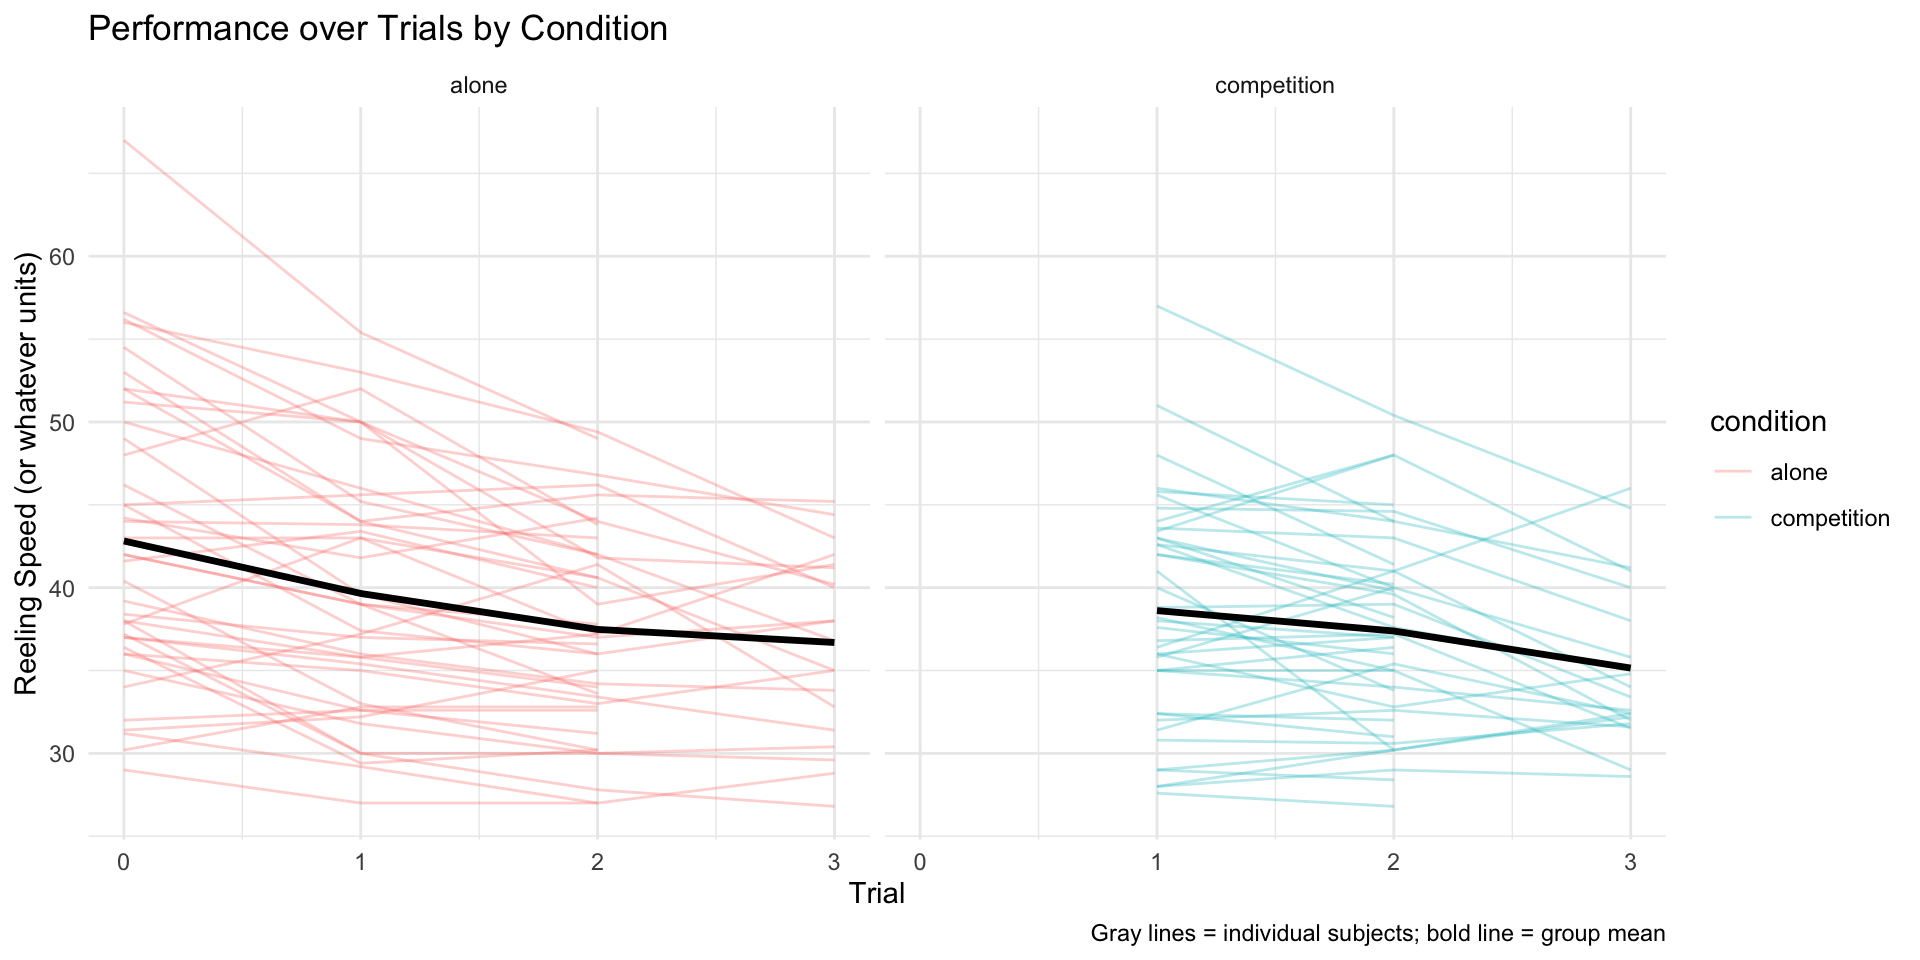 Performance over Trials by Condition
alone
competition
Reeling Speed (or whatever units)
60
50
40
30
0
1
2
3
0
1
2
3
Trial
condition
alone
competition
Gray lines = individual subjects; bold line = group mean